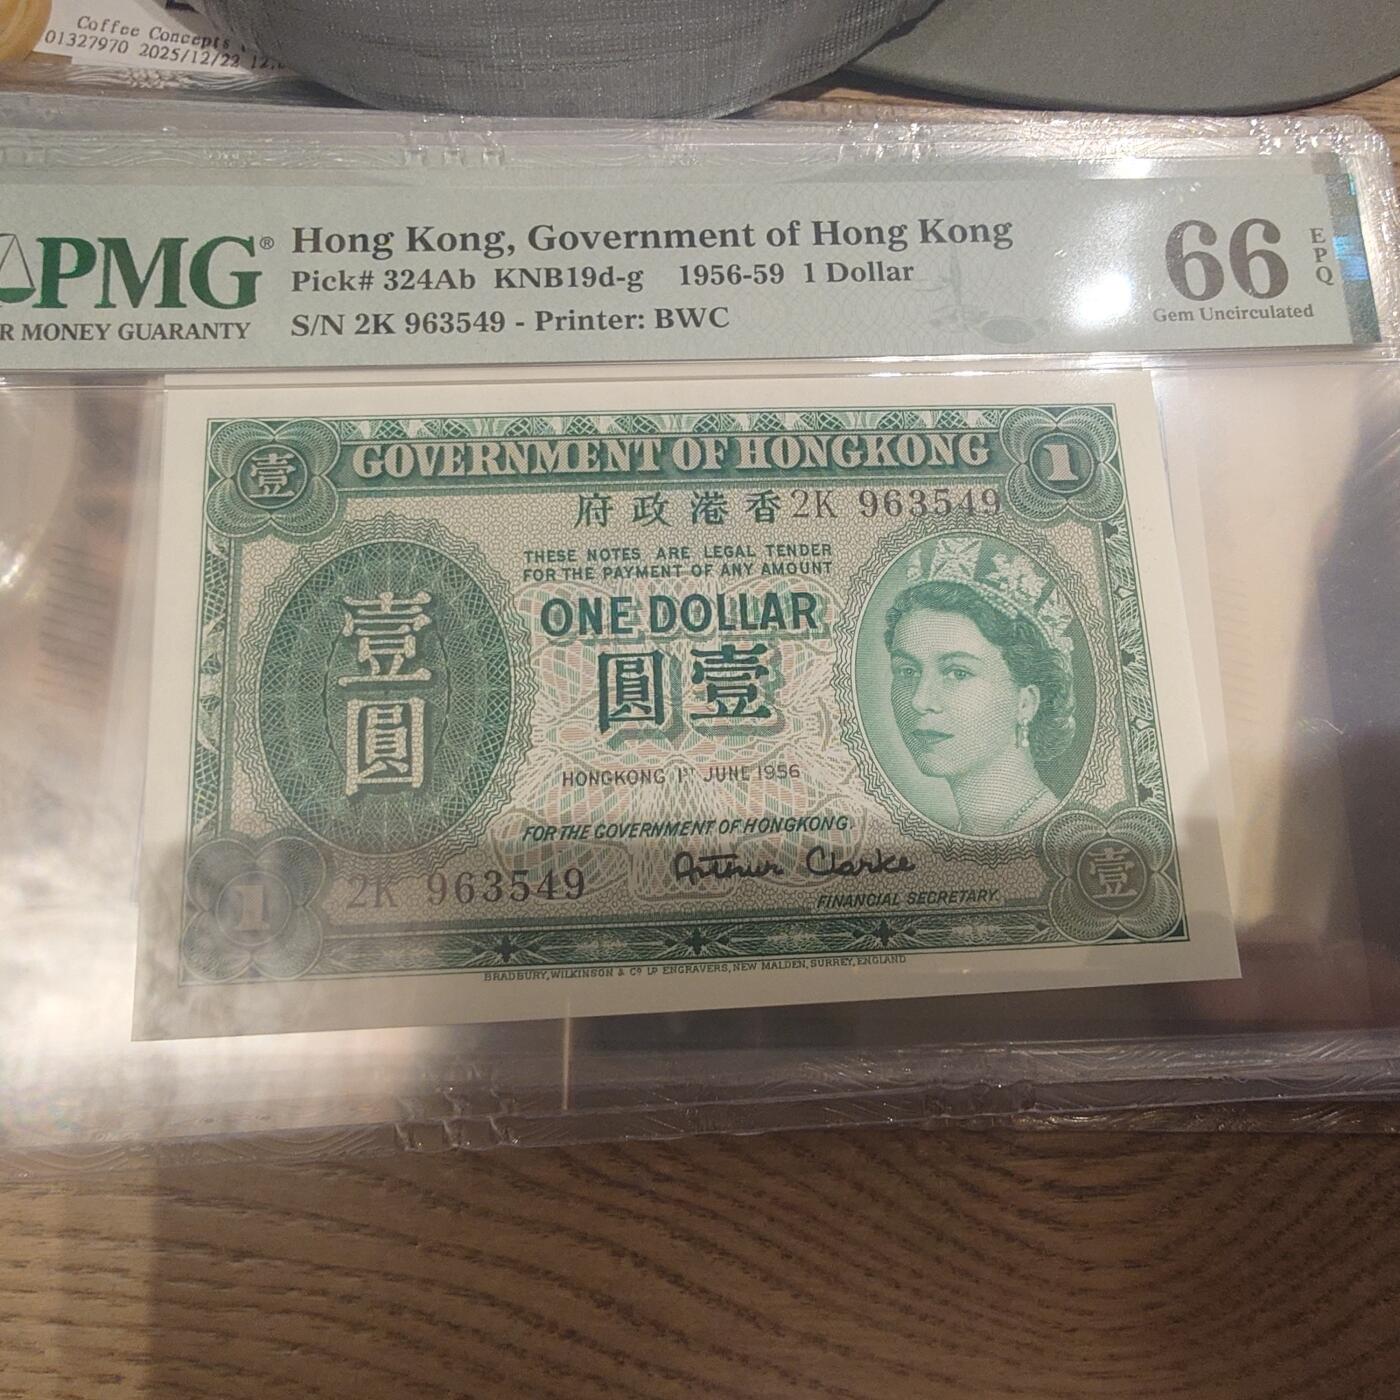 Coffee Concepts
01327970 2025/12/22 12:
PMG®
R MONEY GUARANTY
Hong Kong, Government of Hong Kong
Pick# 324Ab KNB19d-g 1956-59 1 Dollar
S/N 2K 963549 - Printer: BWC
66
EPQ
Gem Uncirculated
壹
GOVERNMENT OF HONGKONG
1
府政港香
2K 963549
THESE NOTES ARE LEGAL TENDER
FOR THE PAYMENT OF ANY AMOUNT
ONE DOLLAR
圓壹
壹圓
HONGKONG 1ST JUNE 1956
FOR THE GOVERNMENT OF HONGKONG.
Arthur Clarke
FINANCIAL SECRETARY.
1
2K 963549
壹
BRADBURY, WILKINSON & Co LD ENGRAVERS, NEW MALDEN, SURREY, ENGLAND